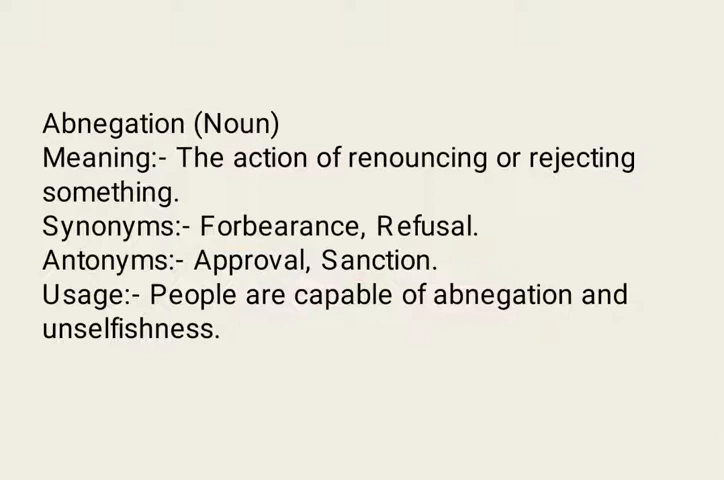 Abnegation (Noun)
Meaning:- The action of renouncing or rejecting
something.
Synonyms:- Forbearance, Refusal.
Antonyms:- Approval, Sanction.
Usage:- People are capable of abnegation and
unselfishness.